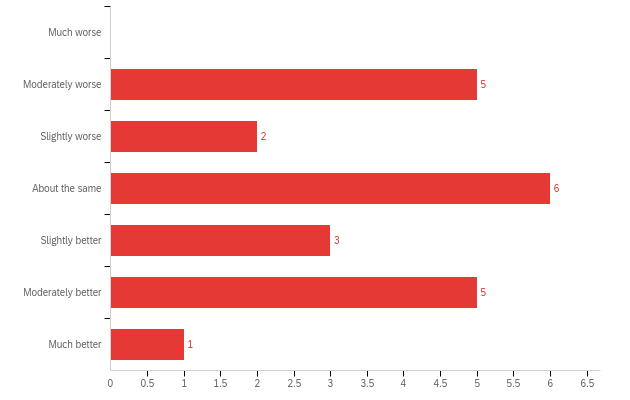 Much worse
Moderately worse 5
Slightly worse 2
About the same 6
Slightly better 3
Moderately better 5
Much better 1
0 0.5 1 1.5 2 2.5 3 3.5 4 4.5 5 5.5 6 6.5